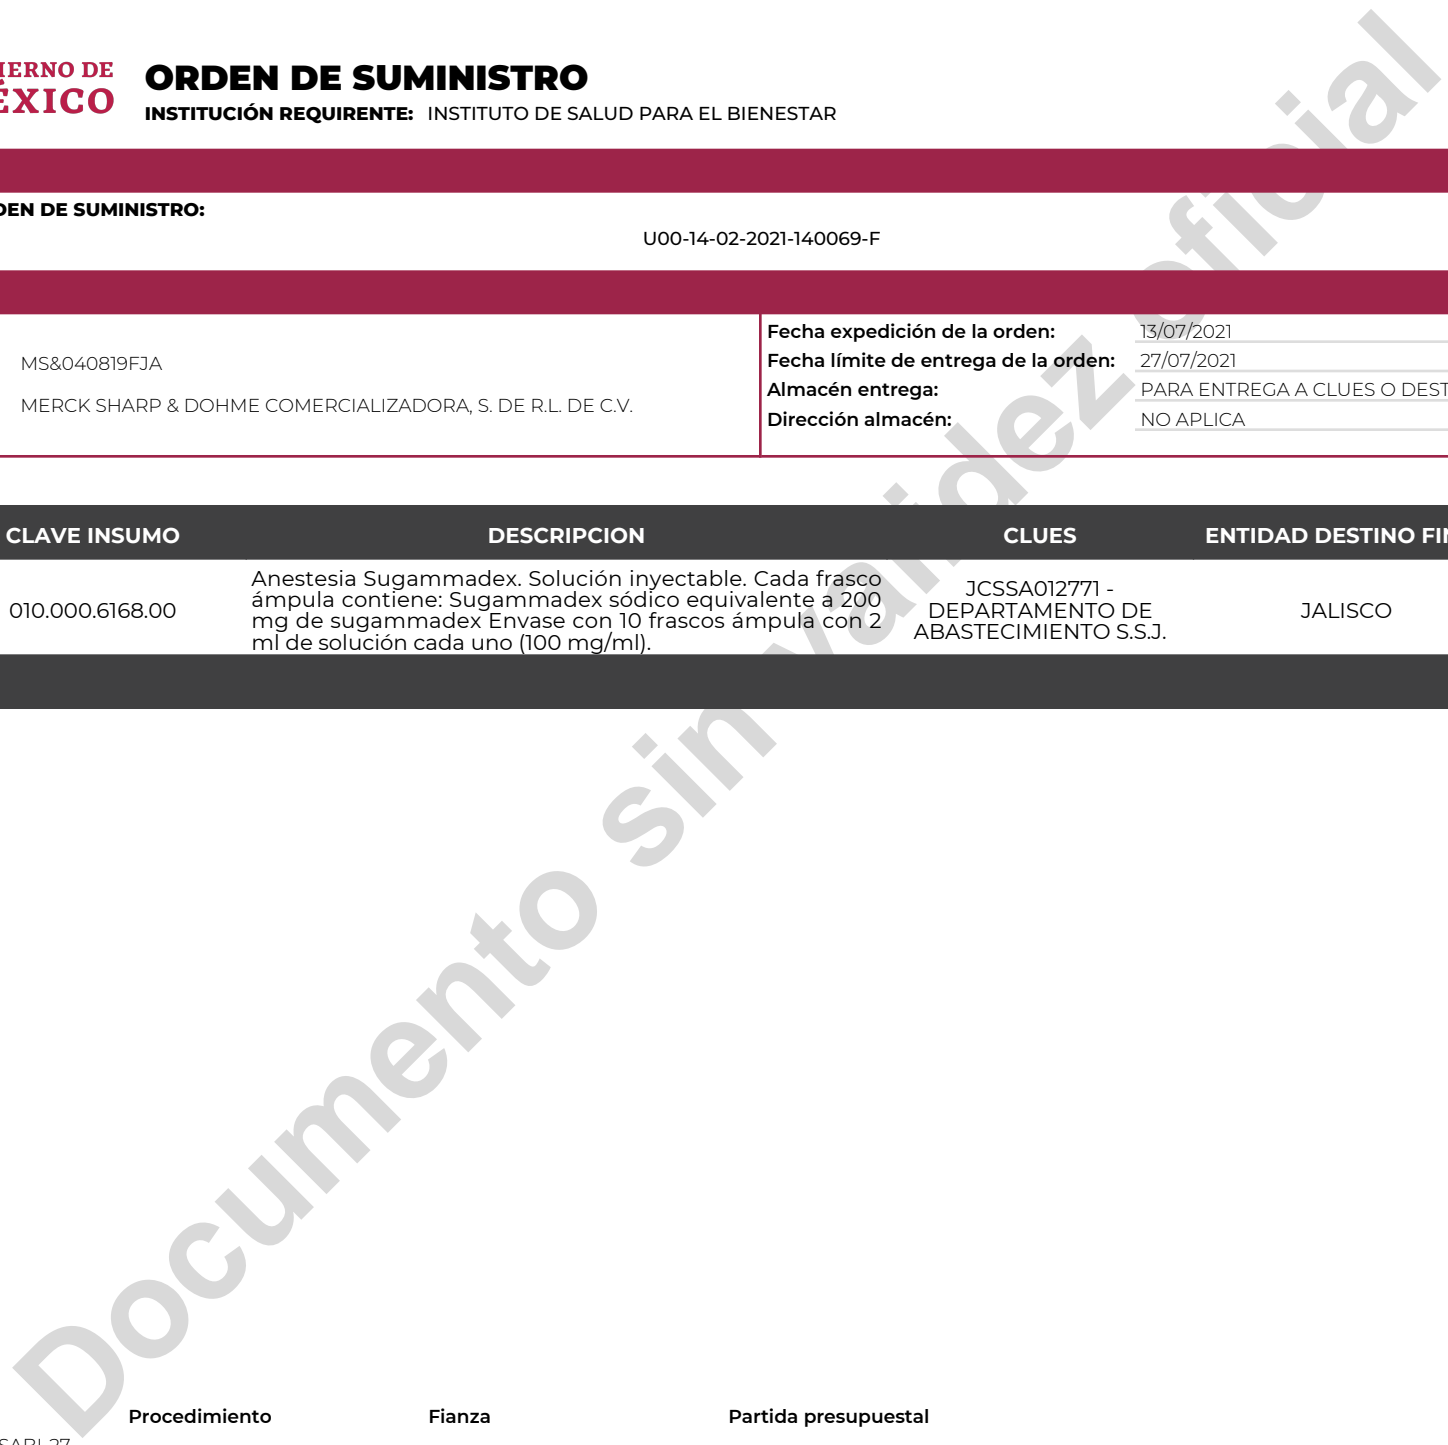 IERNO DE
ÉXICO
ORDEN DE SUMINISTRO
INSTITUCIÓN REQUIRENTE: INSTITUTO DE SALUD PARA EL BIENESTAR
DEN DE SUMINISTRO:
U00-14-02-2021-140069-F
MS&040819FJA
MERCK SHARP & DOHME COMERCIALIZADORA, S. DE R.L. DE C.V.
Fecha expedición de la orden: 13/07/2021
Fecha límite de entrega de la orden: 27/07/2021
Almacén entrega: PARA ENTREGA A CLUES O DEST
Dirección almacén: NO APLICA
CLAVE INSUMO DESCRIPCION CLUES ENTIDAD DESTINO FIN
010.000.6168.00
Anestesia Sugammadex. Solución inyectable. Cada frasco
ámpula contiene: Sugammadex sódico equivalente a 200
mg de sugammadex Envase con 10 frascos ámpula con 2
ml de solución cada uno (100 mg/ml).
JCSSA012771 -
DEPARTAMENTO DE
ABASTECIMIENTO S.S.J.
JALISCO
Documento sin validez oficial
Procedimiento Fianza Partida presupuestal
SABI-27